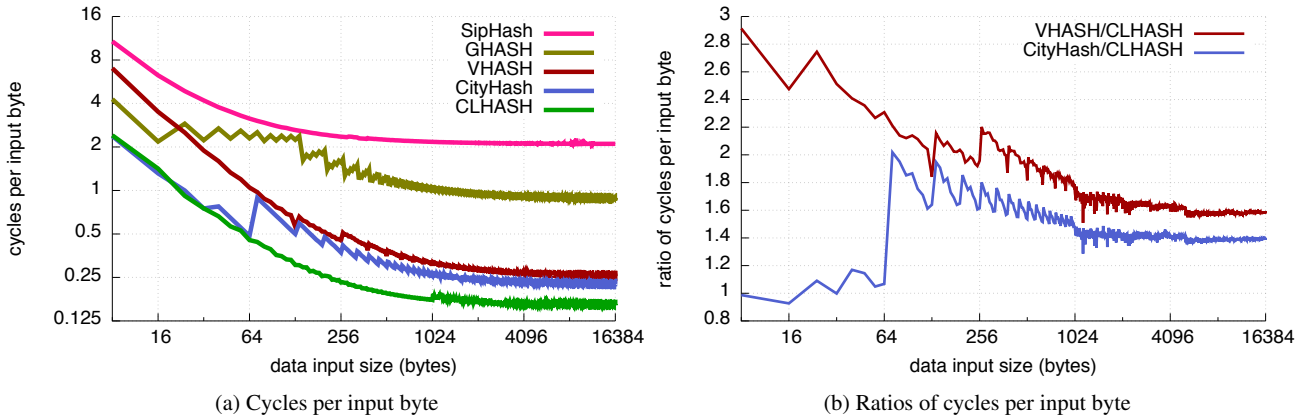 16
8
4
2
1
0.5
0.25
0.125
cycles per input byte
SipHash
GHASH
VHASH
CityHash
CLHASH
16
64
256
1024
4096
16384
data input size (bytes)
(a) Cycles per input byte
3
2.8
2.6
2.4
2.2
2
1.8
1.6
1.4
1.2
1
0.8
ratio of cycles per input byte
VHASH/CLHASH
CityHash/CLHASH
16
64
256
1024
4096
16384
data input size (bytes)
(b) Ratios of cycles per input byte